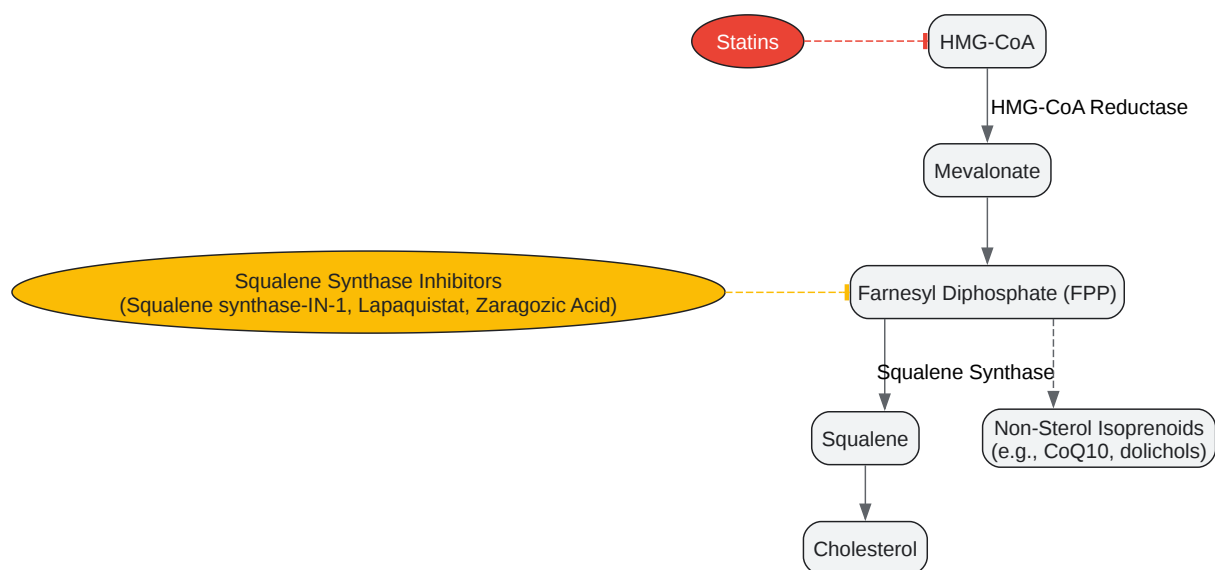 Statins
HMG-CoA
HMG-CoA Reductase
Mevalonate
Squalene Synthase Inhibitors
(Squalene synthase-IN-1, Lapaquistat, Zaragozic Acid)
Farnesyl Diphosphate (FPP)
Squalene Synthase
Squalene
Non-Sterol Isoprenoids
(e.g., CoQ10, dolichols)
Cholesterol